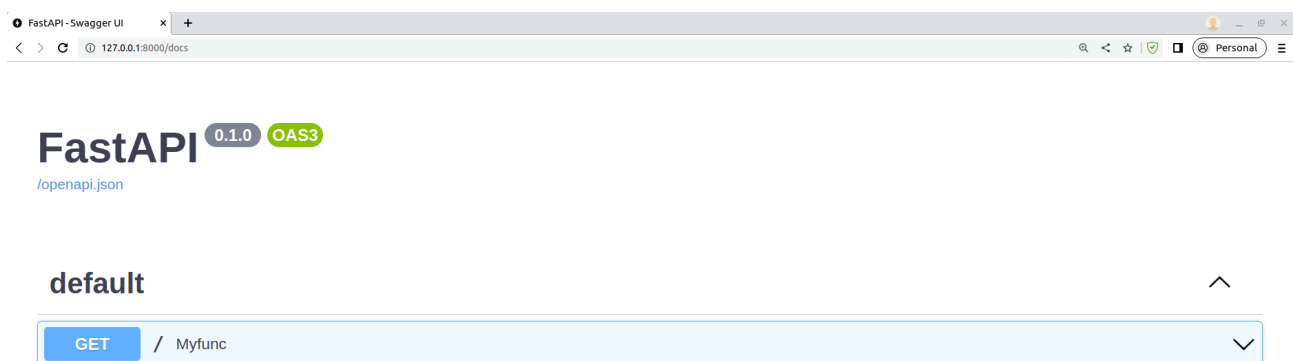 FastAPI - Swagger UI
127.0.0.1:8000/docs
Personal
FastAPI 0.1.0 OAS3
/openapi.json
default
GET / Myfunc